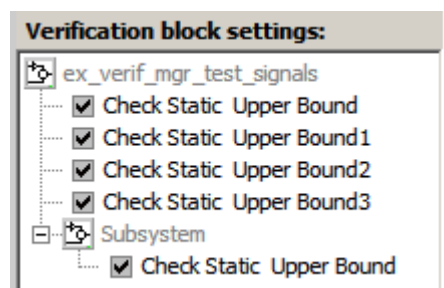 Verification block settings:
ex_verif_mgr_test_signals
Check Static Upper Bound
Check Static Upper Bound1
Check Static Upper Bound2
Check Static Upper Bound3
Subsystem
Check Static Upper Bound